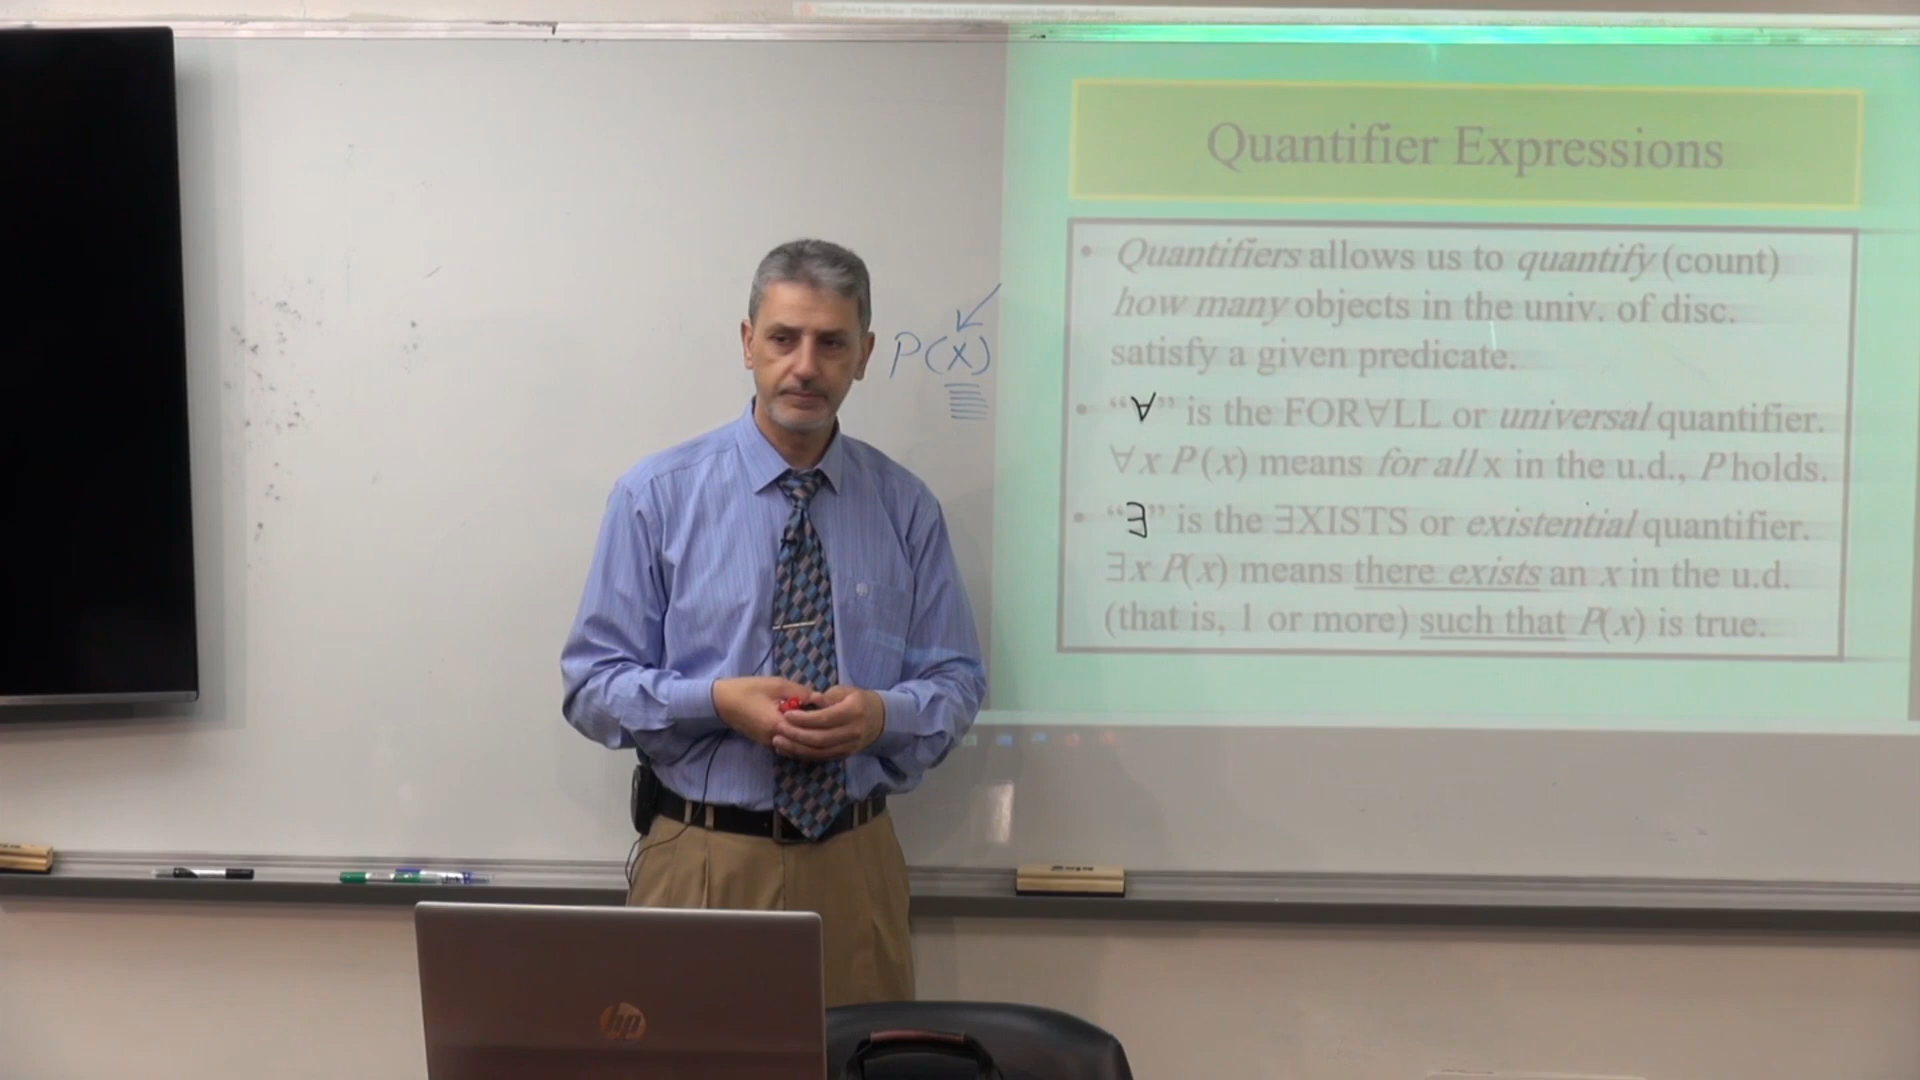 Quantifier Expressions
• Quantifiers allows us to quantify (count)
how many objects in the univ. of disc.
satisfy a given predicate.
• “∀” is the FOR∀LL or universal quantifier.
∀x P(x) means for all x in the u.d., P holds.
• “∃” is the ∃XISTS or existential quantifier.
∃x P(x) means there exists an x in the u.d.
(that is, 1 or more) such that P(x) is true.
P(x)
hp